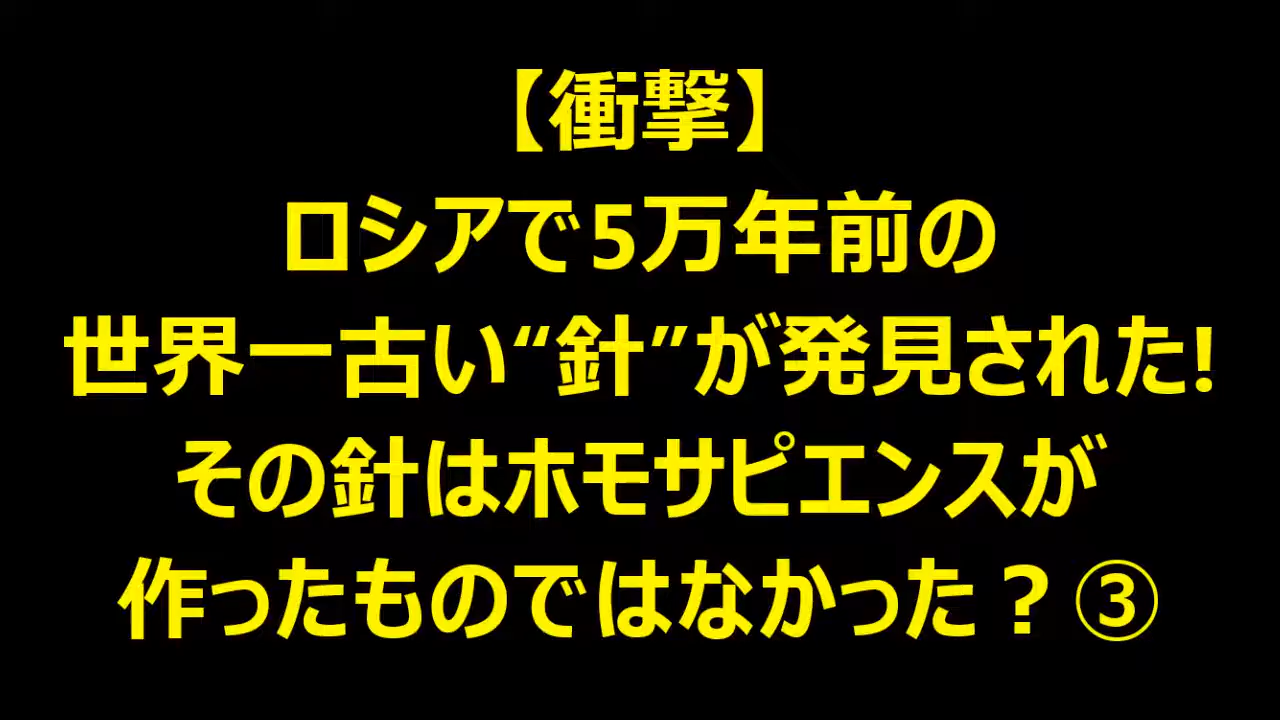 【衝撃】
ロシアで5万年前の
世界一古い“針”が発見された!
その針はホモサピエンスが
作ったものではなかった？③